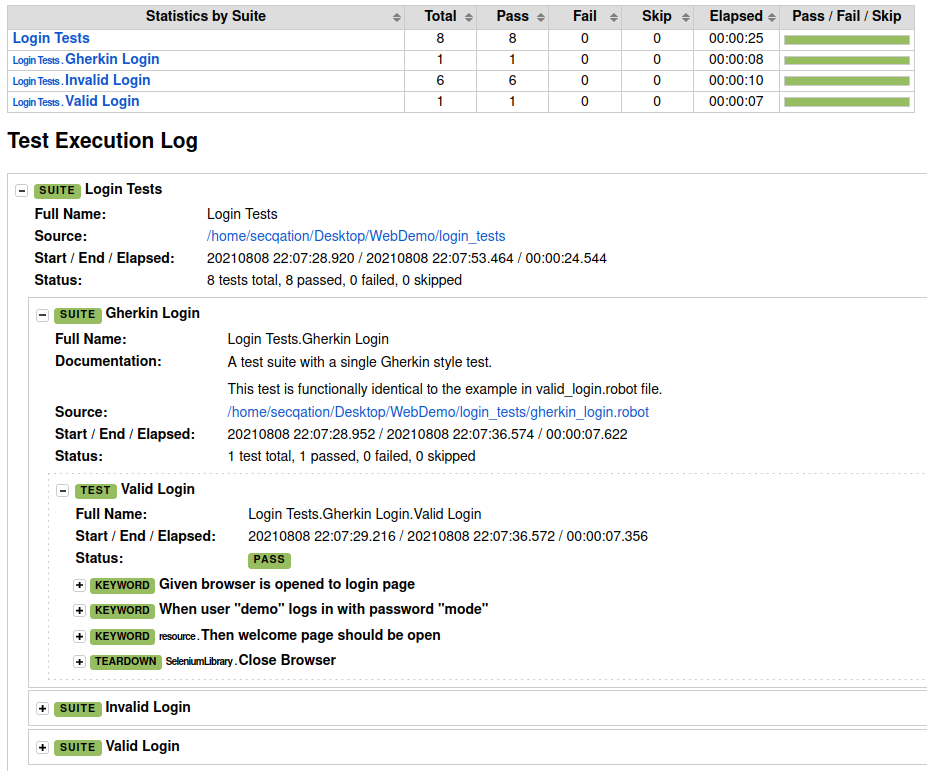 Statistics by Suite Total Pass Fail Skip Elapsed Pass / Fail / Skip
Login Tests 8 8 0 0 00:00:25
Login Tests . Gherkin Login 1 1 0 0 00:00:08
Login Tests . Invalid Login 6 6 0 0 00:00:10
Login Tests . Valid Login 1 1 0 0 00:00:07
Test Execution Log
SUITE Login Tests
Full Name: Login Tests
Source: /home/secqation/Desktop/WebDemo/login_tests
Start / End / Elapsed: 20210808 22:07:28.920 / 20210808 22:07:53.464 / 00:00:24.544
Status: 8 tests total, 8 passed, 0 failed, 0 skipped
SUITE Gherkin Login
Full Name: Login Tests.Gherkin Login
Documentation: A test suite with a single Gherkin style test.
This test is functionally identical to the example in valid_login.robot file.
Source: /home/secqation/Desktop/WebDemo/login_tests/gherkin_login.robot
Start / End / Elapsed: 20210808 22:07:28.952 / 20210808 22:07:36.574 / 00:00:07.622
Status: 1 test total, 1 passed, 0 failed, 0 skipped
TEST Valid Login
Full Name: Login Tests.Gherkin Login.Valid Login
Start / End / Elapsed: 20210808 22:07:29.216 / 20210808 22:07:36.572 / 00:00:07.356
Status: PASS
KEYWORD Given browser is opened to login page
KEYWORD When user "demo" logs in with password "mode"
KEYWORD resource . Then welcome page should be open
TEARDOWN SeleniumLibrary . Close Browser
SUITE Invalid Login
SUITE Valid Login